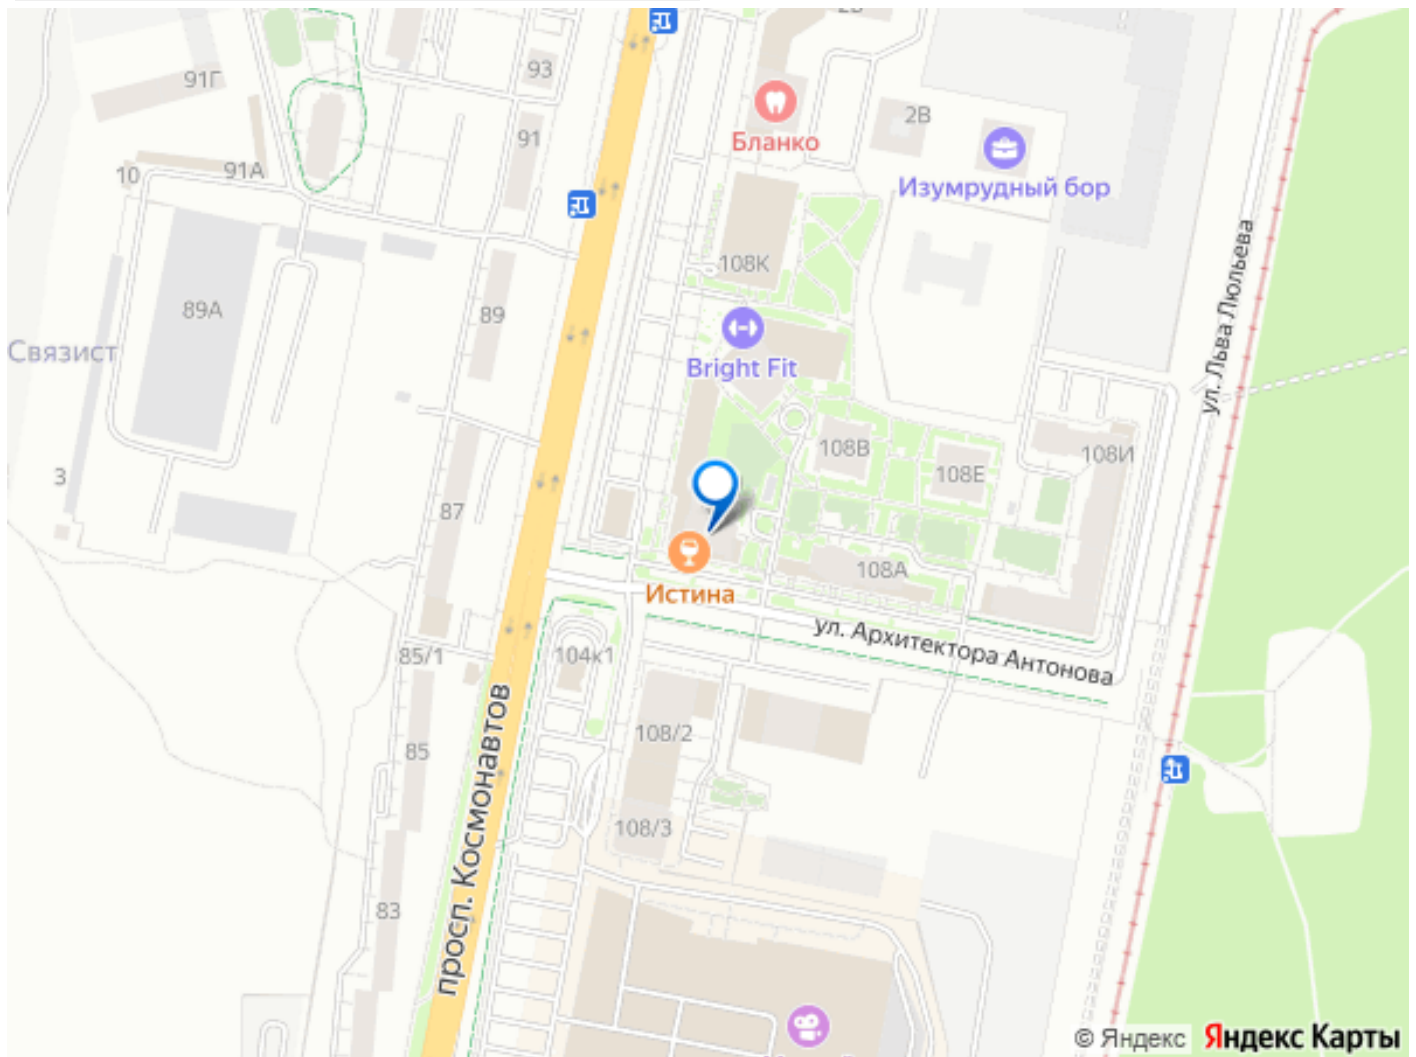 91Г
93
91
91А
10
Бланко
2В
Изумрудный бор
108К
89А
89
Bright Fit
Связист
ул. Льва Люльева
108В
108Е
108И
3
87
108А
Истина
ул. Архитектора Антонова
85/1
104к1
108/2
85
108/3
просп. Космонавтов
83
© Яндекс Яндекс Карты